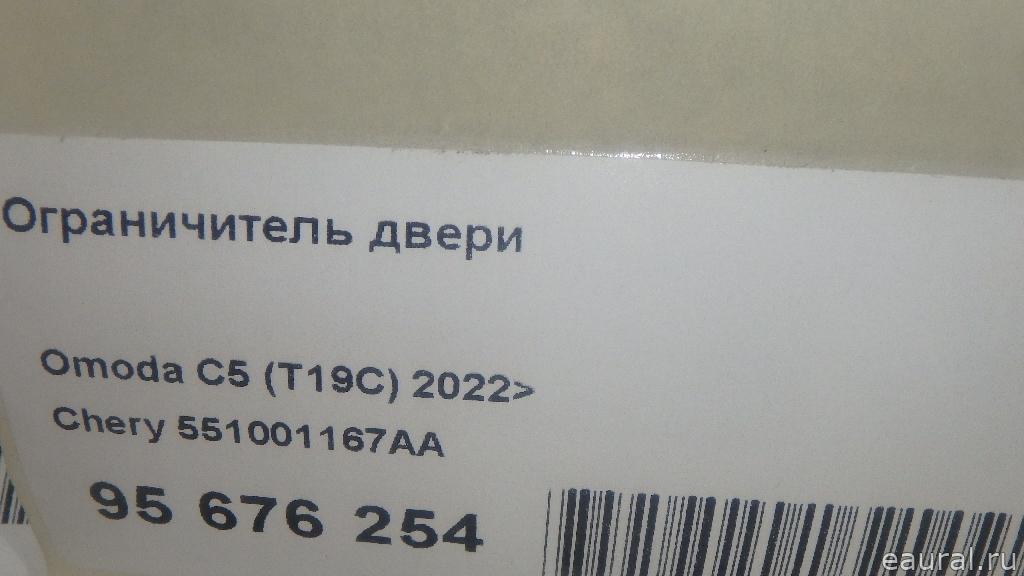 Ограничитель двери
Omoda C5 (T19C) 2022>
Chery 551001167AA
95 676 254
eaural.ru